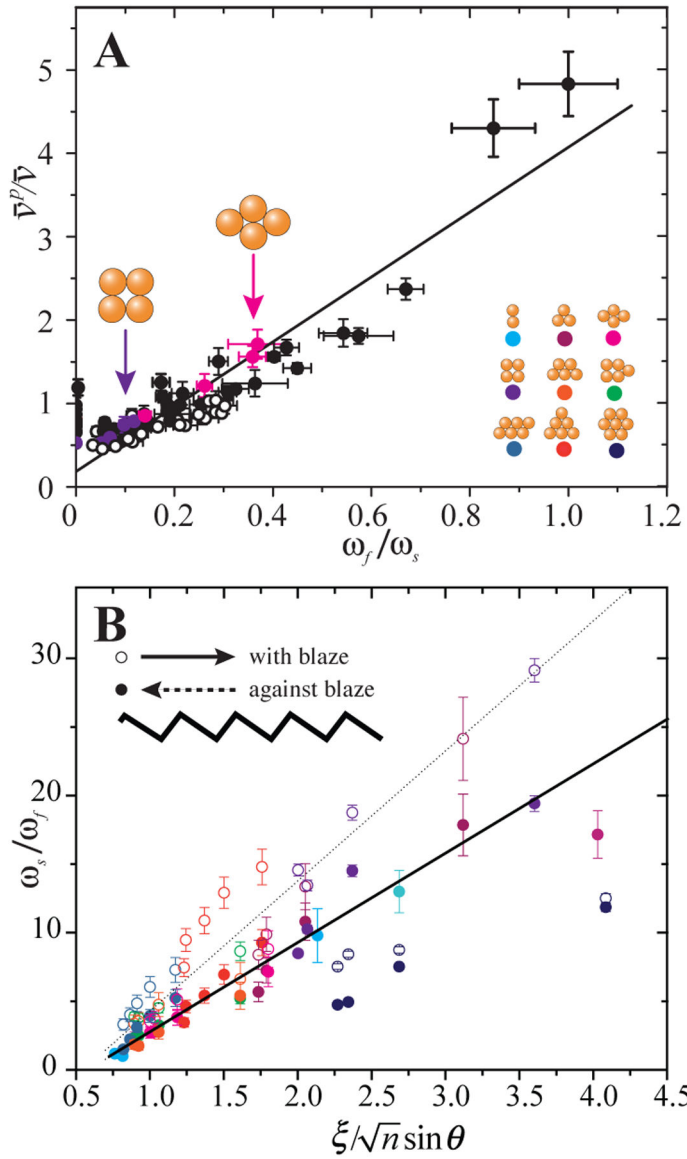 A
5
4
3
2
1
0
v̄ᵖ/v̄
0 0.2 0.4 0.6 0.8 1.0 1.2
ω_f/ω_s
B
with blaze
against blaze
30
20
10
0
ω_s/ω_f
0.5 1.0 1.5 2.0 2.5 3.0 3.5 4.0 4.5
ξ/√n sinθ